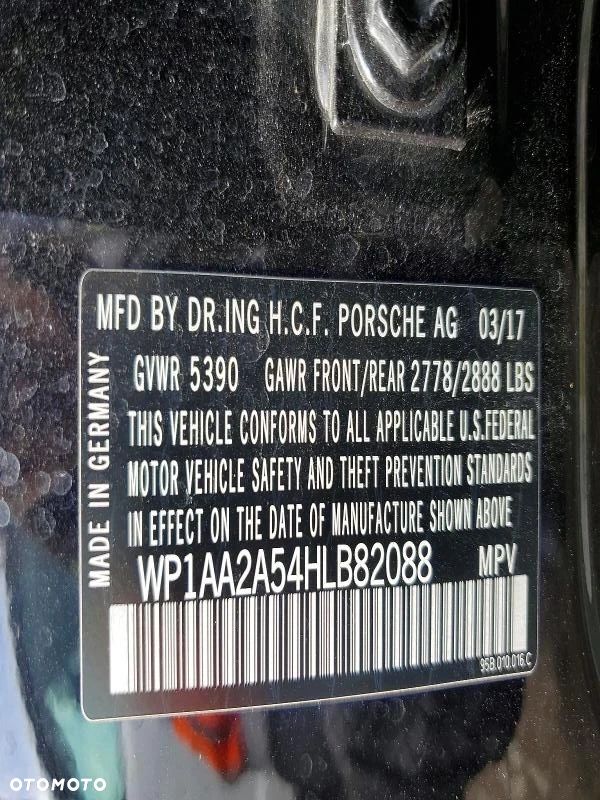 MFD BY DR.ING H.C.F. PORSCHE AG 03/17
GVWR 5390 GAWR FRONT/REAR 2778/2888 LBS
THIS VEHICLE CONFORMS TO ALL APPLICABLE U.S.FEDERAL
MOTOR VEHICLE SAFETY AND THEFT PREVENTION STANDARDS
IN EFFECT ON THE DATE OF MANUFACTURE SHOWN ABOVE
WP1AA2A54HLB82088 MPV
95B.010.016.C
MADE IN GERMANY
OTOMOTO